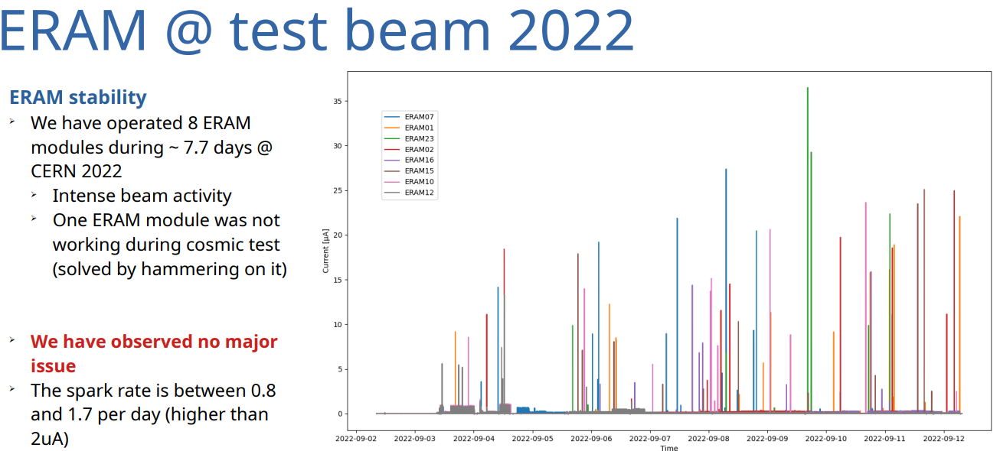 ERAM @ test beam 2022
ERAM stability
We have operated 8 ERAM
modules during ~ 7.7 days @
CERN 2022
Intense beam activity
One ERAM module was not
working during cosmic test
(solved by hammering on it)
We have observed no major
issue
The spark rate is between 0.8
and 1.7 per day (higher than
2uA)
35
30
25
20
15
10
5
0
Current [μA]
ERAM07
ERAM01
ERAM23
ERAM02
ERAM16
ERAM15
ERAM10
ERAM12
2022-09-02 2022-09-03 2022-09-04 2022-09-05 2022-09-06 2022-09-07 2022-09-08 2022-09-09 2022-09-10 2022-09-11 2022-09-12
Time